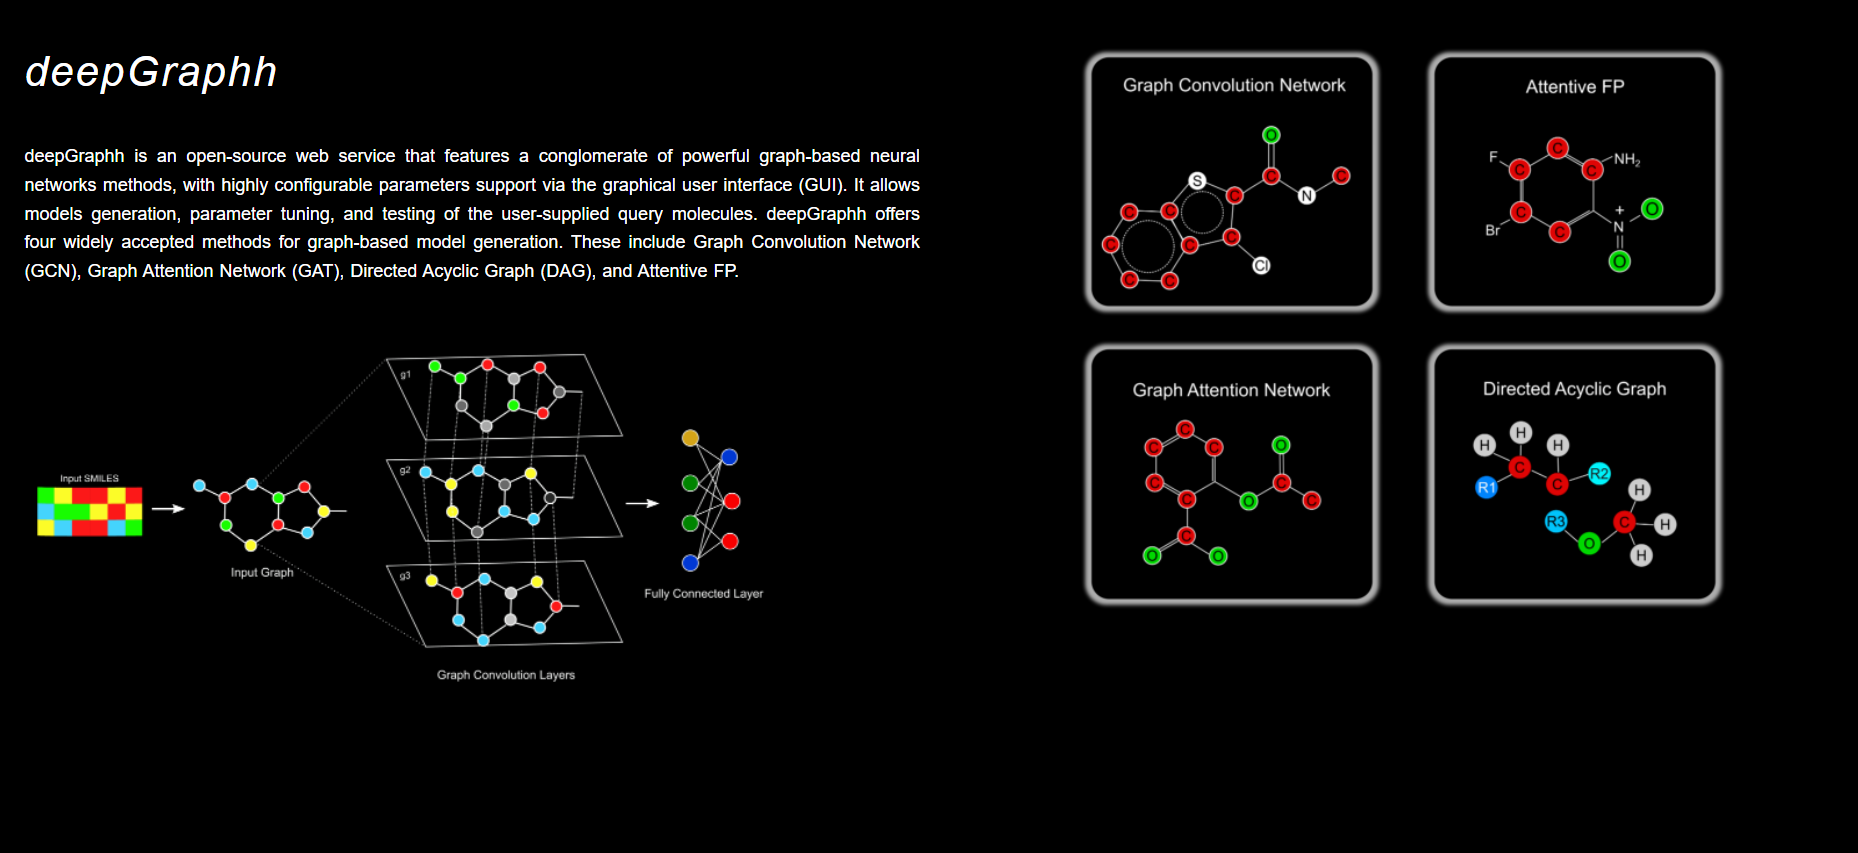 deepGraphh
deepGraphh is an open-source web service that features a conglomerate of powerful graph-based neural
networks methods, with highly configurable parameters support via the graphical user interface (GUI). It allows
models generation, parameter tuning, and testing of the user-supplied query molecules. deepGraphh offers
four widely accepted methods for graph-based model generation. These include Graph Convolution Network
(GCN), Graph Attention Network (GAT), Directed Acyclic Graph (DAG), and Attentive FP.
Input SMILES
Input Graph
g1
g2
g3
Graph Convolution Layers
Fully Connected Layer
Graph Convolution Network
O
S
C
C
C
N
C
C
C
C
C
C
Cl
C
C
Attentive FP
F
C
NH2
C
C
Br
C
C
+
N
O
O
Graph Attention Network
C
C
C
O
C
C
O
C
C
C
O
O
Directed Acyclic Graph
H
H
H
C
C
R1
R2
H
R3
C
H
O
H